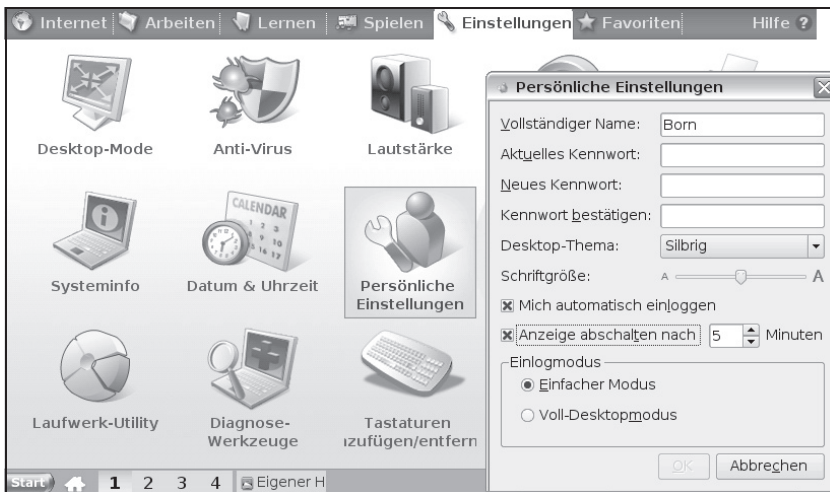 Internet Arbeiten Lernen Spielen Einstellungen Favoriten Hilfe ?
Desktop-Mode Anti-Virus Lautstärke
CALENDAR
Systeminfo Datum & Uhrzeit Persönliche
Einstellungen
Laufwerk-Utility Diagnose-
Werkzeuge Tastaturen
ızufügen/entfern
Start 1 2 3 4 Eigener H
Persönliche Einstellungen
Vollständiger Name: Born
Aktuelles Kennwort:
Neues Kennwort:
Kennwort bestätigen:
Desktop-Thema: Silbrig
Schriftgröße: A A
Mich automatisch einloggen
Anzeige abschalten nach 5 Minuten
Einlogmodus
Einfacher Modus
Voll-Desktopmodus
OK Abbrechen